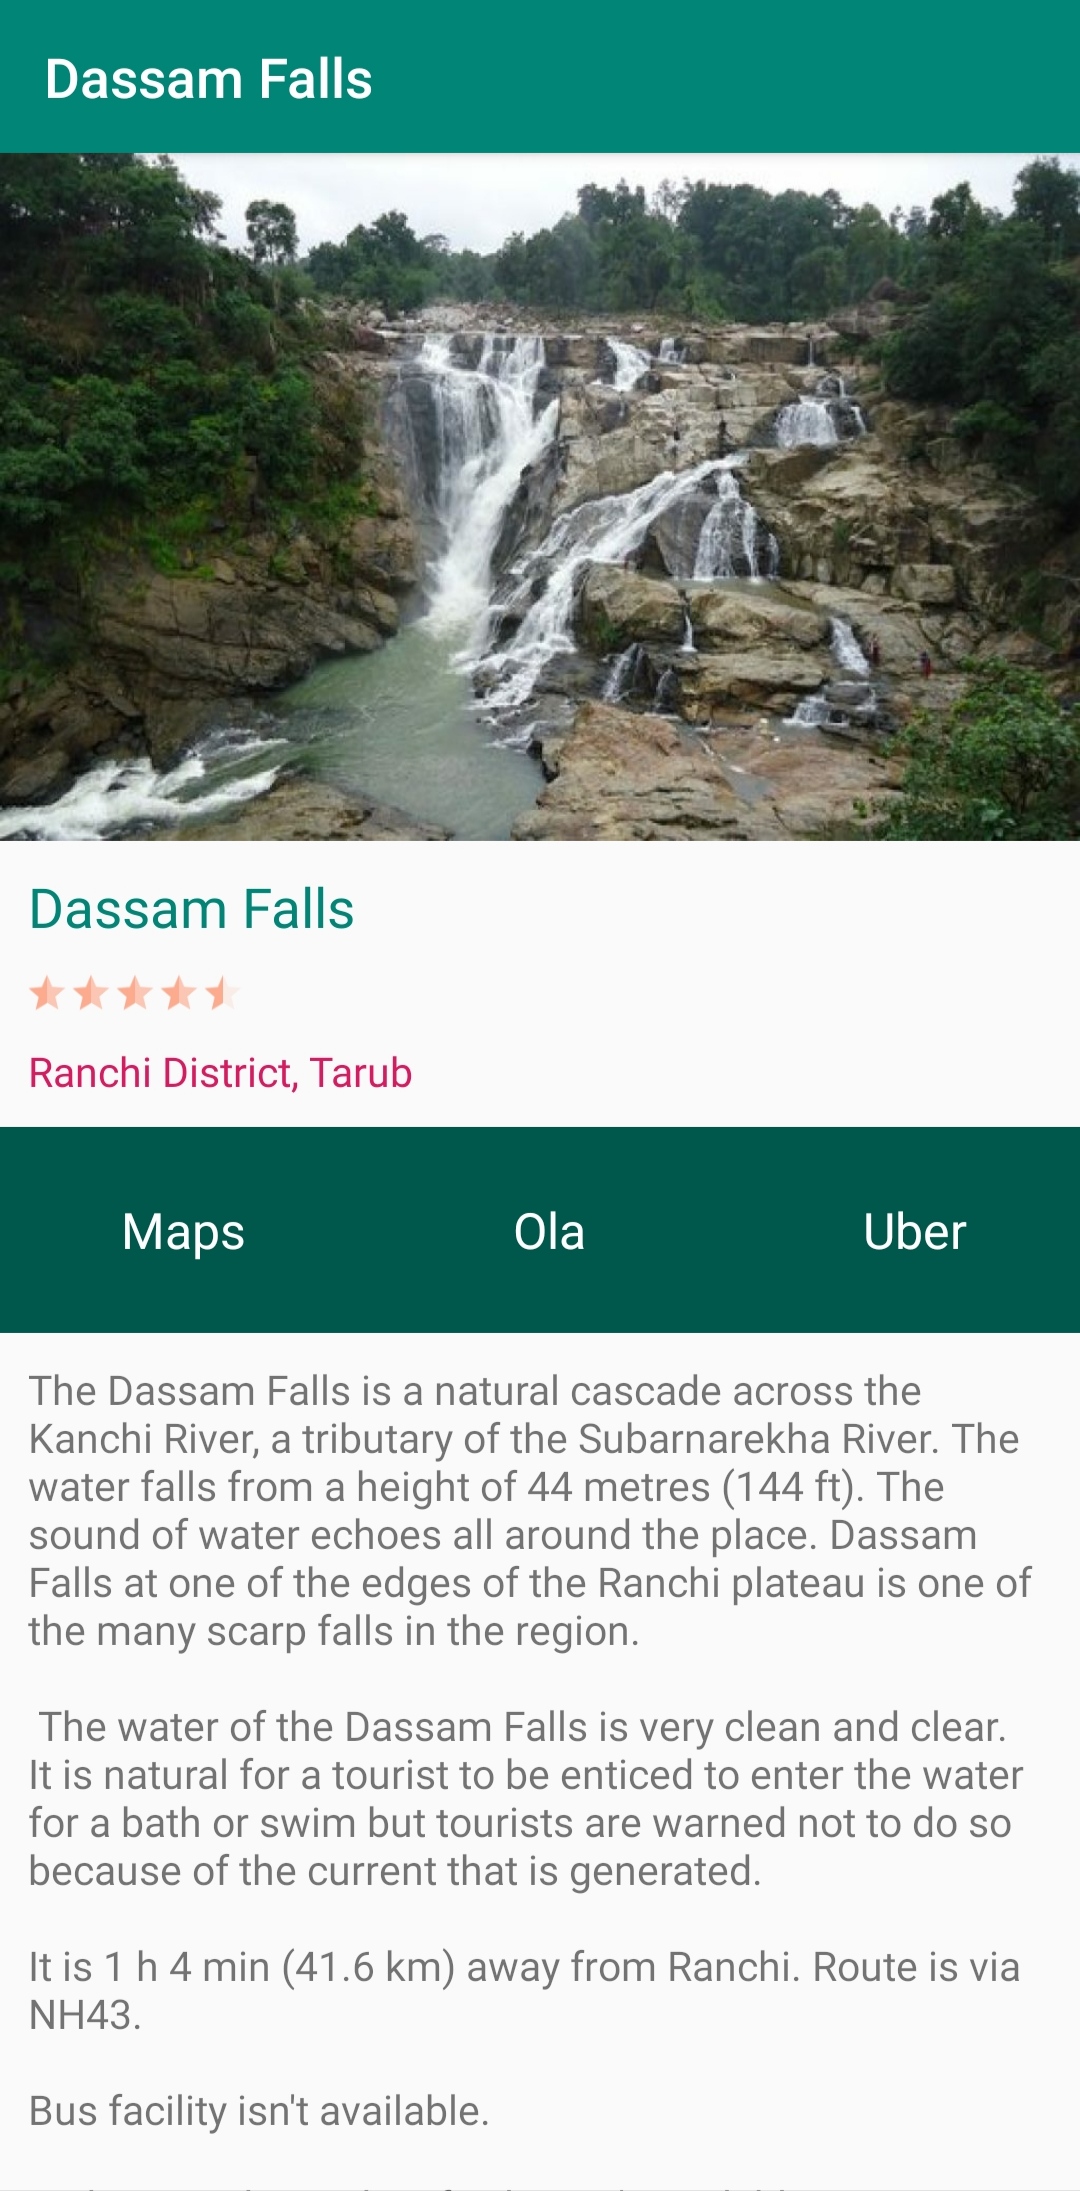 Dassam Falls
Dassam Falls
Ranchi District, Tarub
Maps Ola Uber
The Dassam Falls is a natural cascade across the
Kanchi River, a tributary of the Subarnarekha River. The
water falls from a height of 44 metres (144 ft). The
sound of water echoes all around the place. Dassam
Falls at one of the edges of the Ranchi plateau is one of
the many scarp falls in the region.
The water of the Dassam Falls is very clean and clear.
It is natural for a tourist to be enticed to enter the water
for a bath or swim but tourists are warned not to do so
because of the current that is generated.
It is 1 h 4 min (41.6 km) away from Ranchi. Route is via
NH43.
Bus facility isn't available.